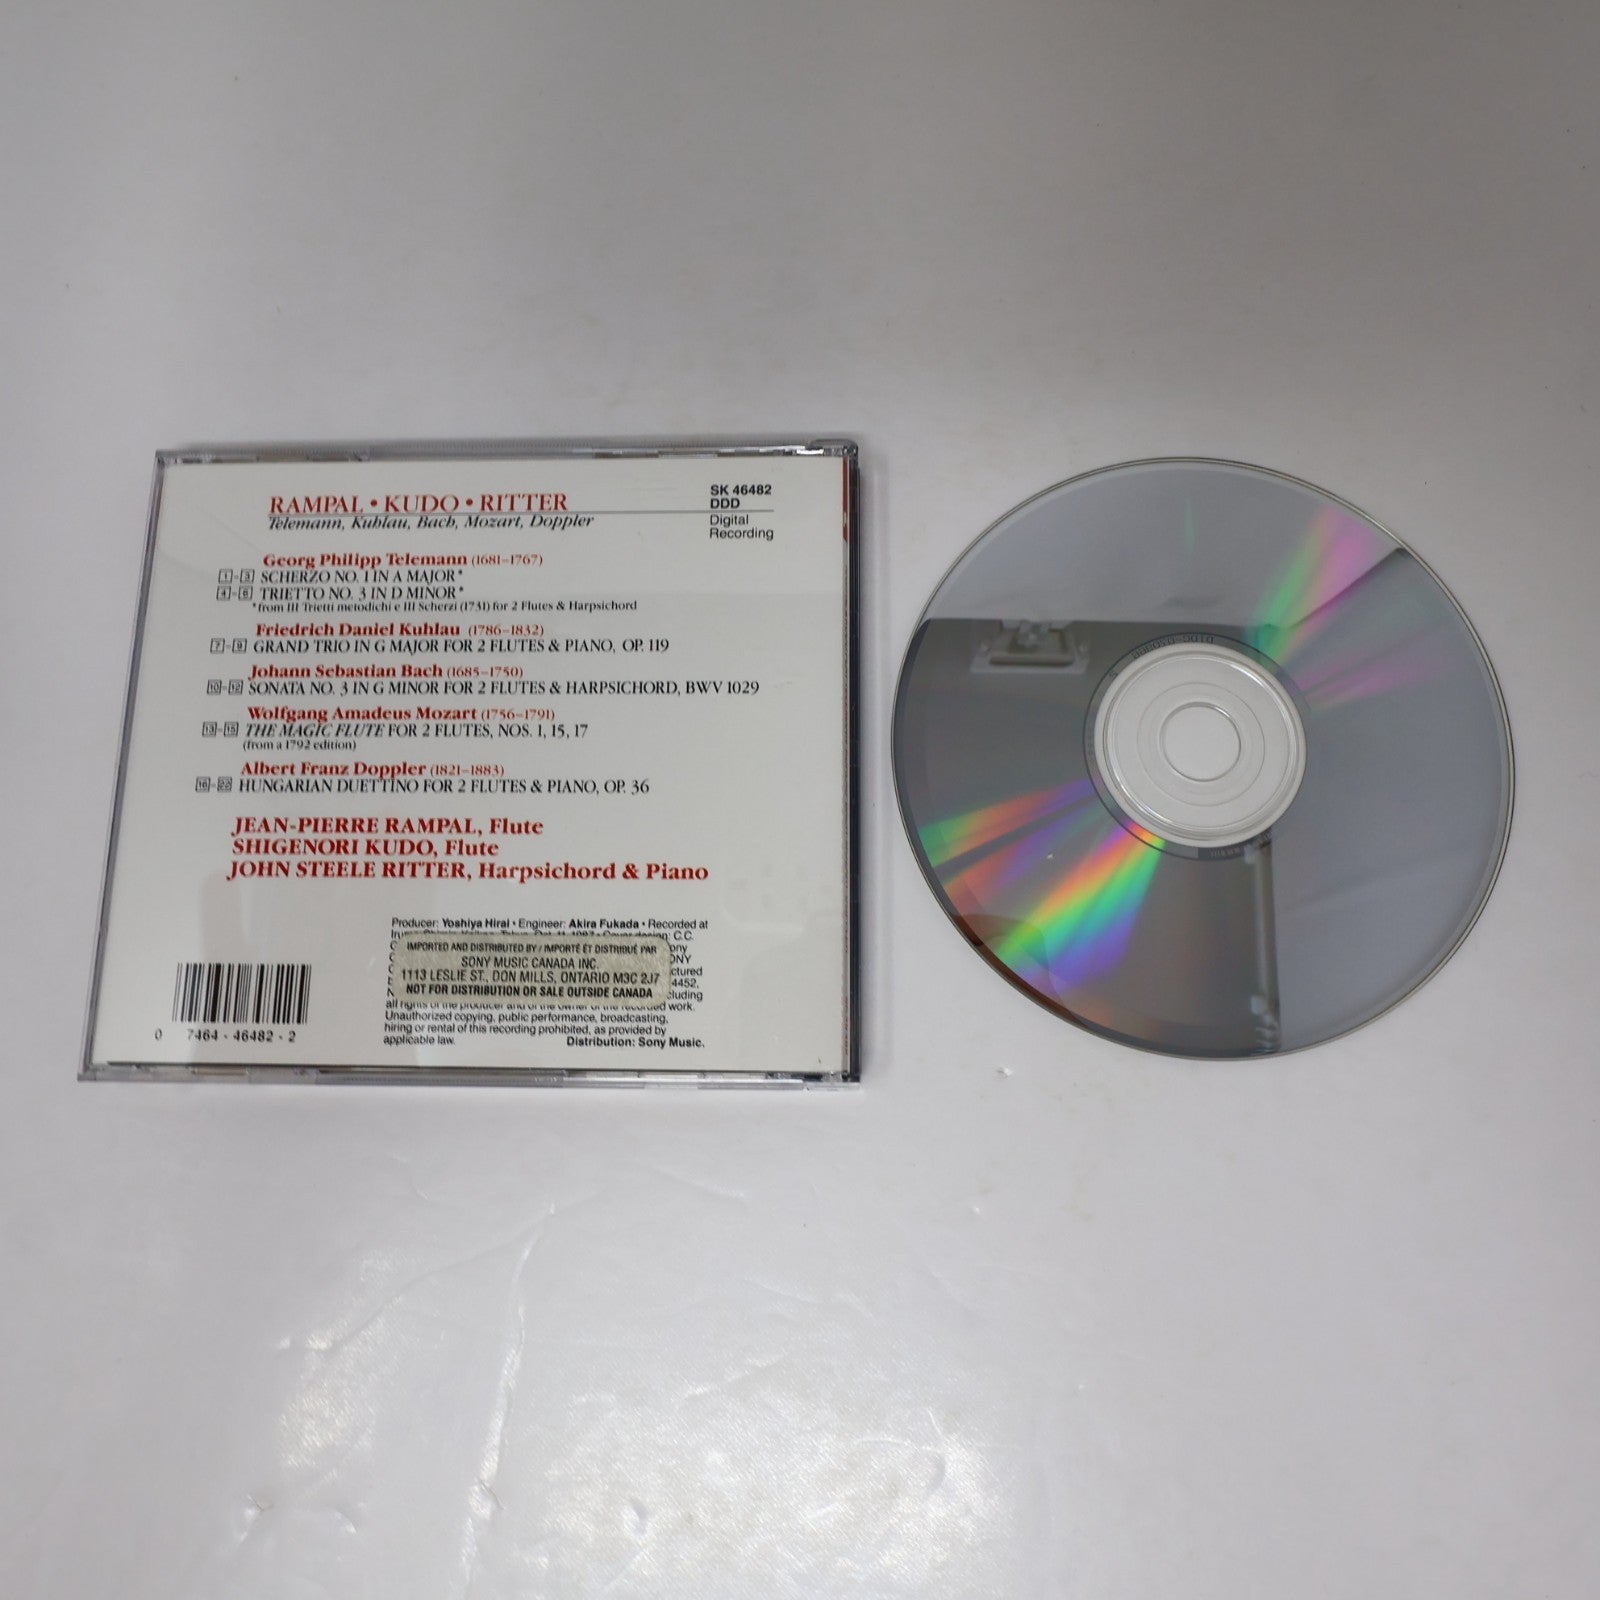 RAMPAL • KUDO • RITTER
Telemann, Kuhlau, Bach, Mozart, Doppler
SK 46482
DDD
Digital
Recording
Georg Philipp Telemann (1681–1767)
1-3 SCHERZO NO. 1 IN A MAJOR*
4-6 TRIETTO NO. 3 IN D MINOR*
*from III Trietti metodichi e III Scherzi (1731) for 2 Flutes & Harpsichord
Friedrich Daniel Kuhlau (1786–1832)
7-9 GRAND TRIO IN G MAJOR FOR 2 FLUTES & PIANO, OP. 119
Johann Sebastian Bach (1685–1750)
10-12 SONATA NO. 3 IN G MINOR FOR 2 FLUTES & HARPSICHORD, BWV 1029
Wolfgang Amadeus Mozart (1756–1791)
13-15 THE MAGIC FLUTE FOR 2 FLUTES, NOS. 1, 15, 17
(from a 1792 edition)
Albert Franz Doppler (1821–1883)
16-22 HUNGARIAN DUETTINO FOR 2 FLUTES & PIANO, OP. 36
JEAN-PIERRE RAMPAL, Flute
SHIGENORI KUDO, Flute
JOHN STEELE RITTER, Harpsichord & Piano
Producer: Yoshiya Hirai • Engineer: Akira Fukada • Recorded at
C.C.
IMPORTED AND DISTRIBUTED BY / IMPORTÉ ET DISTRIBUÉ PAR
SONY MUSIC CANADA INC.
1113 LESLIE ST., DON MILLS, ONTARIO M3C 2J7
NOT FOR DISTRIBUTION OR SALE OUTSIDE CANADA
4452,
all rights of the producer and of the owner of the recorded work.
Unauthorized copying, public performance, broadcasting,
hiring or rental of this recording prohibited, as provided by
applicable law.
Distribution: Sony Music.
0 7464 - 46482 - 2